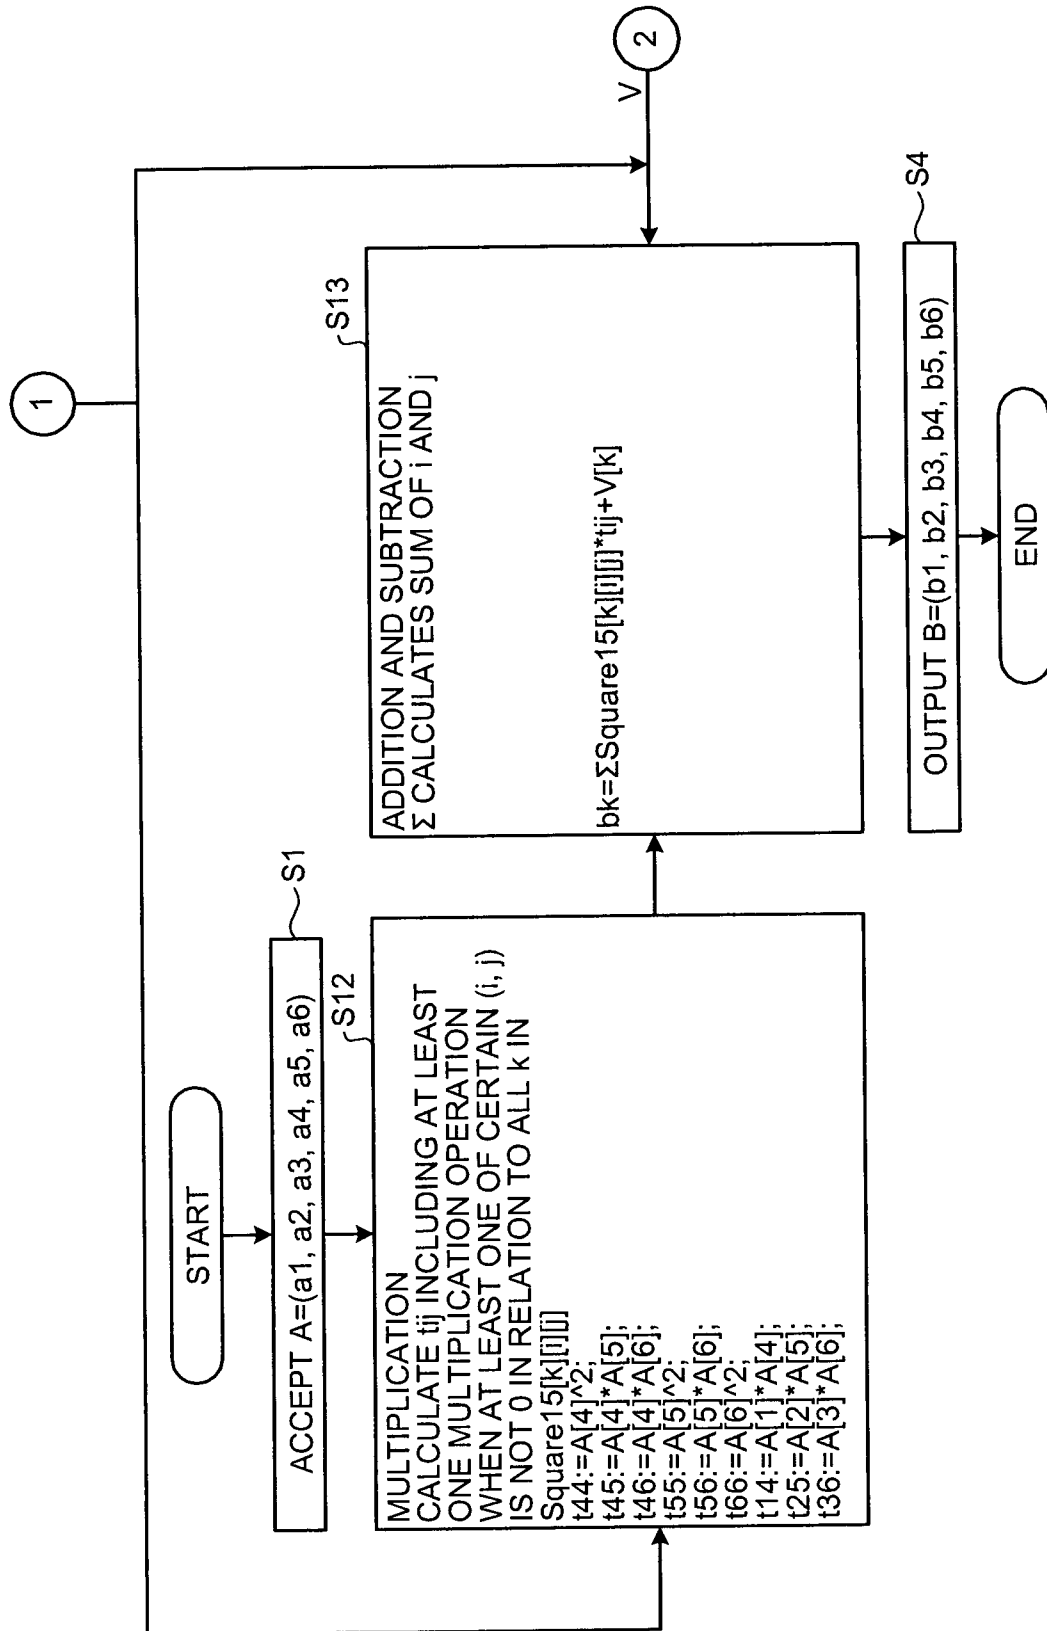 START
ACCEPT A=(a1, a2, a3, a4, a5, a6)
S1
MULTIPLICATION
CALCULATE tij INCLUDING AT LEAST
ONE MULTIPLICATION OPERATION
WHEN AT LEAST ONE OF CERTAIN (i, j)
IS NOT 0 IN RELATION TO ALL k IN
Square15[k][i][j]
t44:=A[4]^2;
t45:=A[4]*A[5];
t46:=A[4]*A[6];
t55:=A[5]^2;
t56:=A[5]*A[6];
t66:=A[6]^2;
t14:=A[1]*A[4];
t25:=A[2]*A[5];
t36:=A[3]*A[6];
S12
1
ADDITION AND SUBTRACTION
Σ CALCULATES SUM OF i AND j
bk=ΣSquare15[k][i][j]*tij+V[k]
S13
V
2
OUTPUT B=(b1, b2, b3, b4, b5, b6)
S4
END